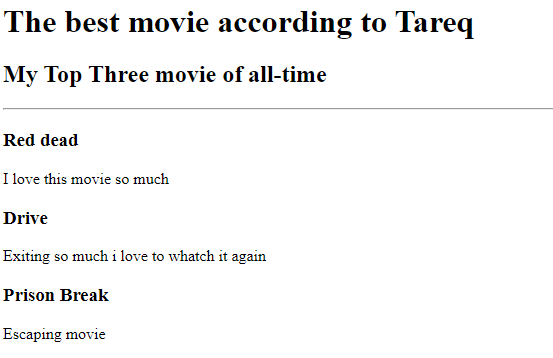 The best movie according to Tareq
My Top Three movie of all-time
Red dead
I love this movie so much
Drive
Exiting so much i love to whatch it again
Prison Break
Escaping movie